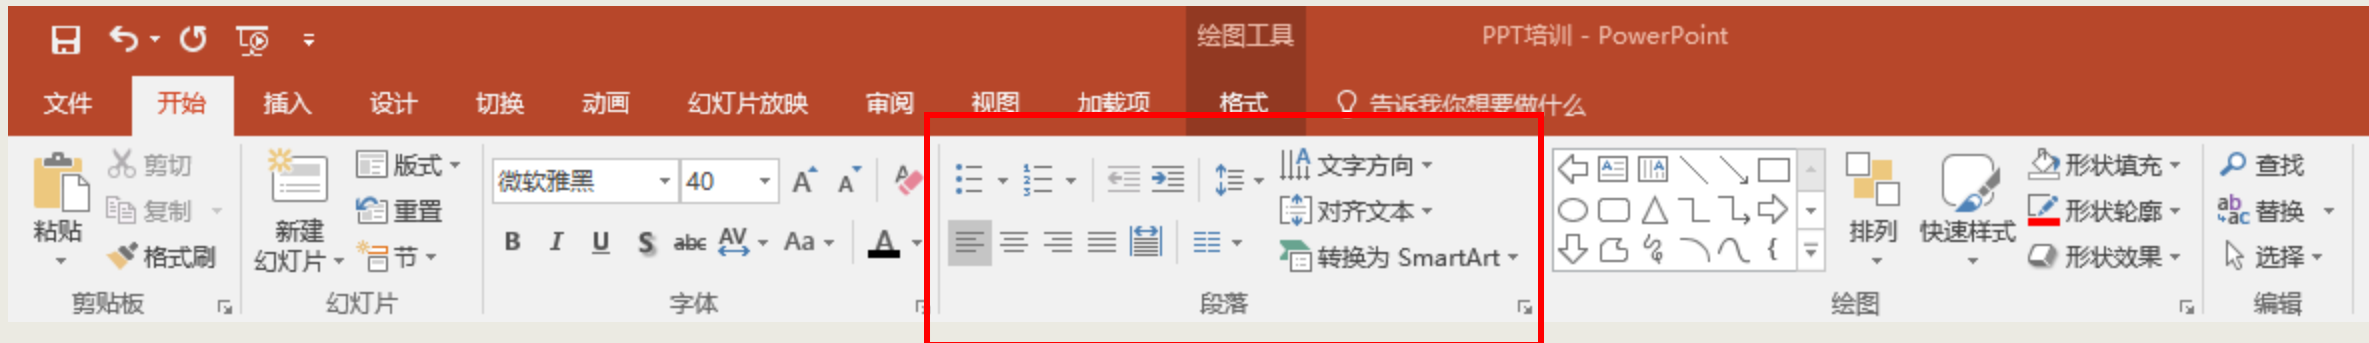 绘图工具
PPT培训 - PowerPoint
文件 开始 插入 设计 切换 动画 幻灯片放映 审阅 视图 加载项 格式 告诉我你想要做什么
粘贴
剪切
复制
格式刷
剪贴板
新建
幻灯片
版式
重置
节
幻灯片
微软雅黑 40 A A
B I U S abc AV Aa A
字体
文字方向
对齐文本
转换为 SmartArt
段落
排列
快速样式
形状填充
形状轮廓
形状效果
绘图
查找
替换
选择
编辑